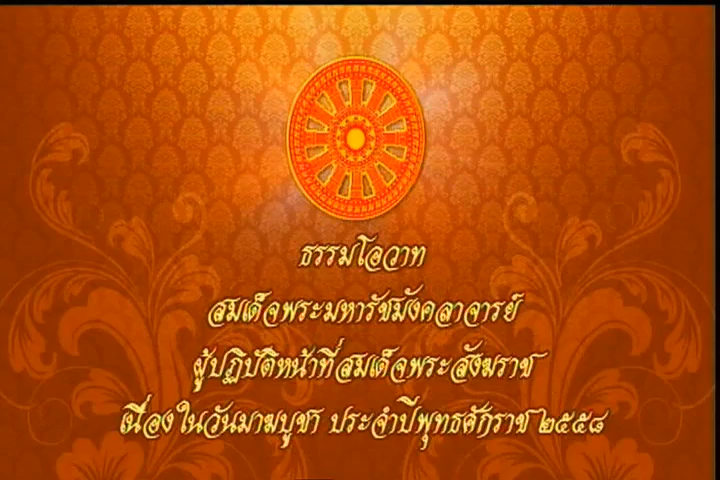 ธรรมโอวาท
สมเด็จพระมหารัชมังคลาจารย์
ผู้ปฏิบัติหน้าที่สมเด็จพระสังฆราช
เนื่องในวันมาฆบูชา ประจำปีพุทธศักราช ๒๕๕๘